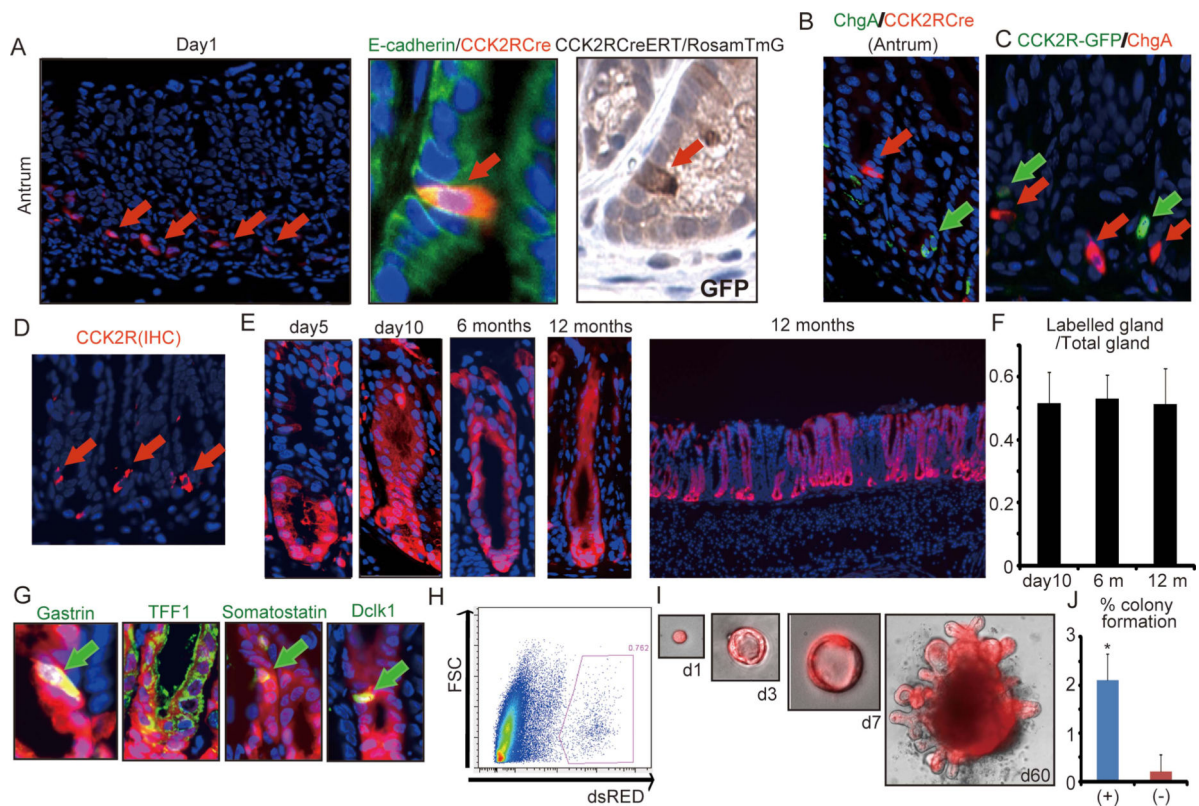 A
Day1
Antrum
E-cadherin/CCK2RCre
CCK2RCreERT/RosamTmG
GFP
B
ChgA/CCK2RCre
(Antrum)
C
CCK2R-GFP/ChgA
D
CCK2R(IHC)
E
day5
day10
6 months
12 months
12 months
F
Labelled gland
/Total gland
0.6
0.4
0.2
0
day10
6 m
12 m
G
Gastrin
TFF1
Somatostatin
Dclk1
H
FSC
0.762
dsRED
I
d1
d3
d7
d60
J
% colony
formation
3
2
1
0
*
(+)
(-)